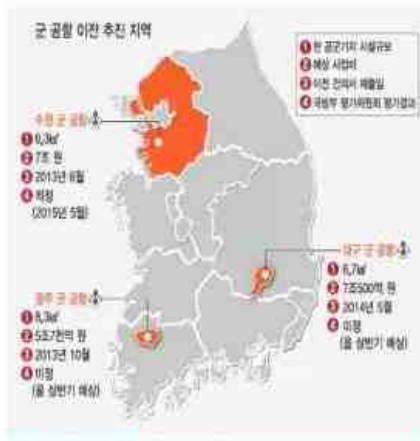 군 공항 이전 추진 지역
❶ 현 공군기지 시설규모
❷ 예상 사업비
❸ 이전 건의서 제출일
❹ 국방부 평가위원회 평가결과
수원 군 공항
❶ 6.3㎢
❷ 7조 원
❸ 2013년 8월
❹ 적정
(2015년 5월)
대구 군 공항
❶ 6.7㎢
❷ 7조500억 원
❸ 2014년 5월
❹ 미정
(올 상반기 예상)
광주 군 공항
❶ 8.3㎢
❷ 5조7천억 원
❸ 2013년 10월
❹ 미정
(올 상반기 예상)